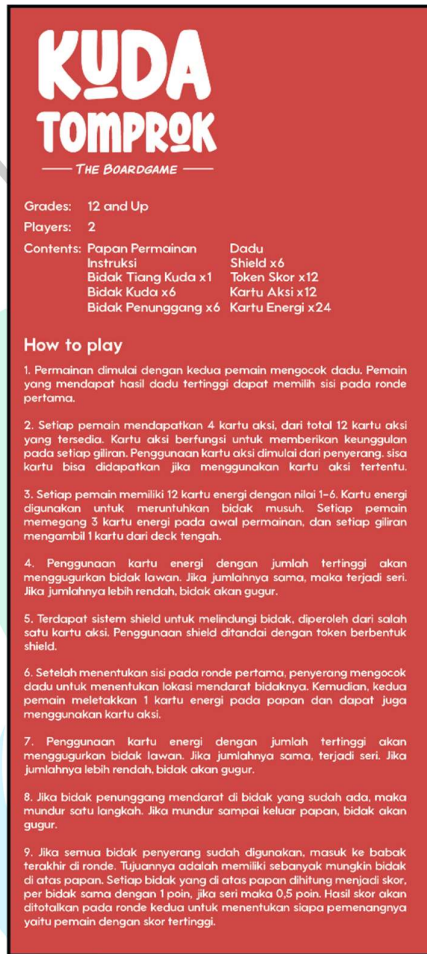 KUDA
TOMPROK
THE BOARDGAME
Grades: 12 and Up
Players: 2
Contents: Papan Permainan Dadu
Instruksi Shield x6
Bidak Tiang Kuda x1 Token Skor x12
Bidak Kuda x6 Kartu Aksi x12
Bidak Penunggang x6 Kartu Energi x24
How to play
1. Permainan dimulai dengan kedua pemain mengocok dadu. Pemain
yang mendapat hasil dadu tertinggi dapat memilih sisi pada ronde
pertama.
2. Setiap pemain mendapatkan 4 kartu aksi, dari total 12 kartu aksi
yang tersedia. Kartu aksi berfungsi untuk memberikan keunggulan
pada setiap giliran. Penggunaan kartu aksi dimulai dari penyerang. sisa
kartu bisa didapatkan jika menggunakan kartu aksi tertentu.
3. Setiap pemain memiliki 12 kartu energi dengan nilai 1-6. Kartu energi
digunakan untuk meruntuhkan bidak musuh. Setiap pemain
memegang 3 kartu energi pada awal permainan, dan setiap giliran
mengambil 1 kartu dari deck tengah.
4. Penggunaan kartu energi dengan jumlah tertinggi akan
menggugurkan bidak lawan. Jika jumlahnya sama, maka terjadi seri.
Jika jumlahnya lebih rendah, bidak akan gugur.
5. Terdapat sistem shield untuk melindungi bidak, diperoleh dari salah
satu kartu aksi. Penggunaan shield ditandai dengan token berbentuk
shield.
6. Setelah menentukan sisi pada ronde pertama, penyerang mengocok
dadu untuk menentukan lokasi mendarat bidaknya. Kemudian, kedua
pemain meletakkan 1 kartu energi pada papan dan dapat juga
menggunakan kartu aksi.
7. Penggunaan kartu energi dengan jumlah tertinggi akan
menggugurkan bidak lawan. Jika jumlahnya sama, terjadi seri. Jika
jumlahnya lebih rendah, bidak akan gugur.
8. Jika bidak penunggang mendarat di bidak yang sudah ada, maka
mundur satu langkah. Jika mundur sampai keluar papan, bidak akan
gugur.
9. Jika semua bidak penyerang sudah digunakan, masuk ke babak
terakhir di ronde. Tujuannya adalah memiliki sebanyak mungkin bidak
di atas papan. Setiap bidak yang di atas papan dihitung menjadi skor,
per bidak sama dengan 1 poin, jika seri maka 0,5 poin. Hasil skor akan
ditotalkan pada ronde kedua untuk menentukan siapa pemenangnya
yaitu pemain dengan skor tertinggi.